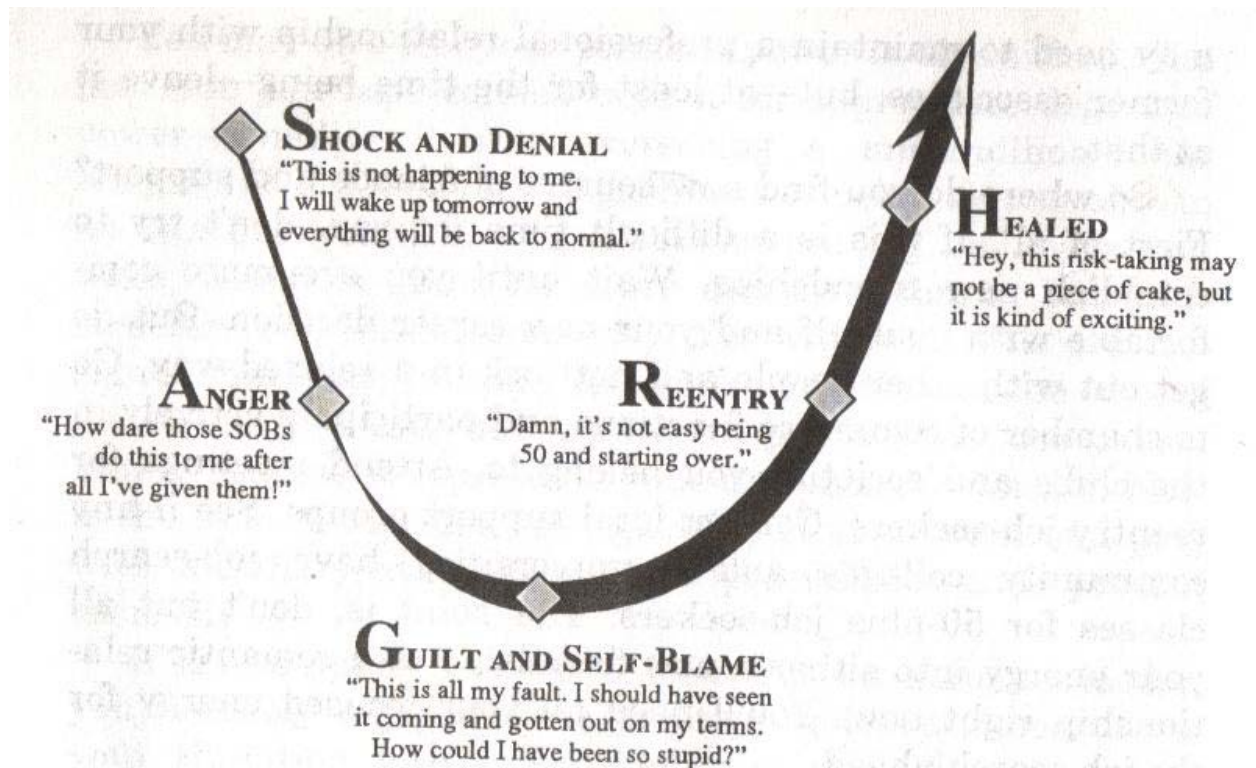 SHOCK AND DENIAL
“This is not happening to me.
I will wake up tomorrow and
everything will be back to normal.”
ANGER
“How dare those SOBs
do this to me after
all I’ve given them!”
GUILT AND SELF-BLAME
“This is all my fault. I should have seen
it coming and gotten out on my terms.
How could I have been so stupid?”
REENTRY
“Damn, it’s not easy being
50 and starting over.”
HEALED
“Hey, this risk-taking may
not be a piece of cake, but
it is kind of exciting.”